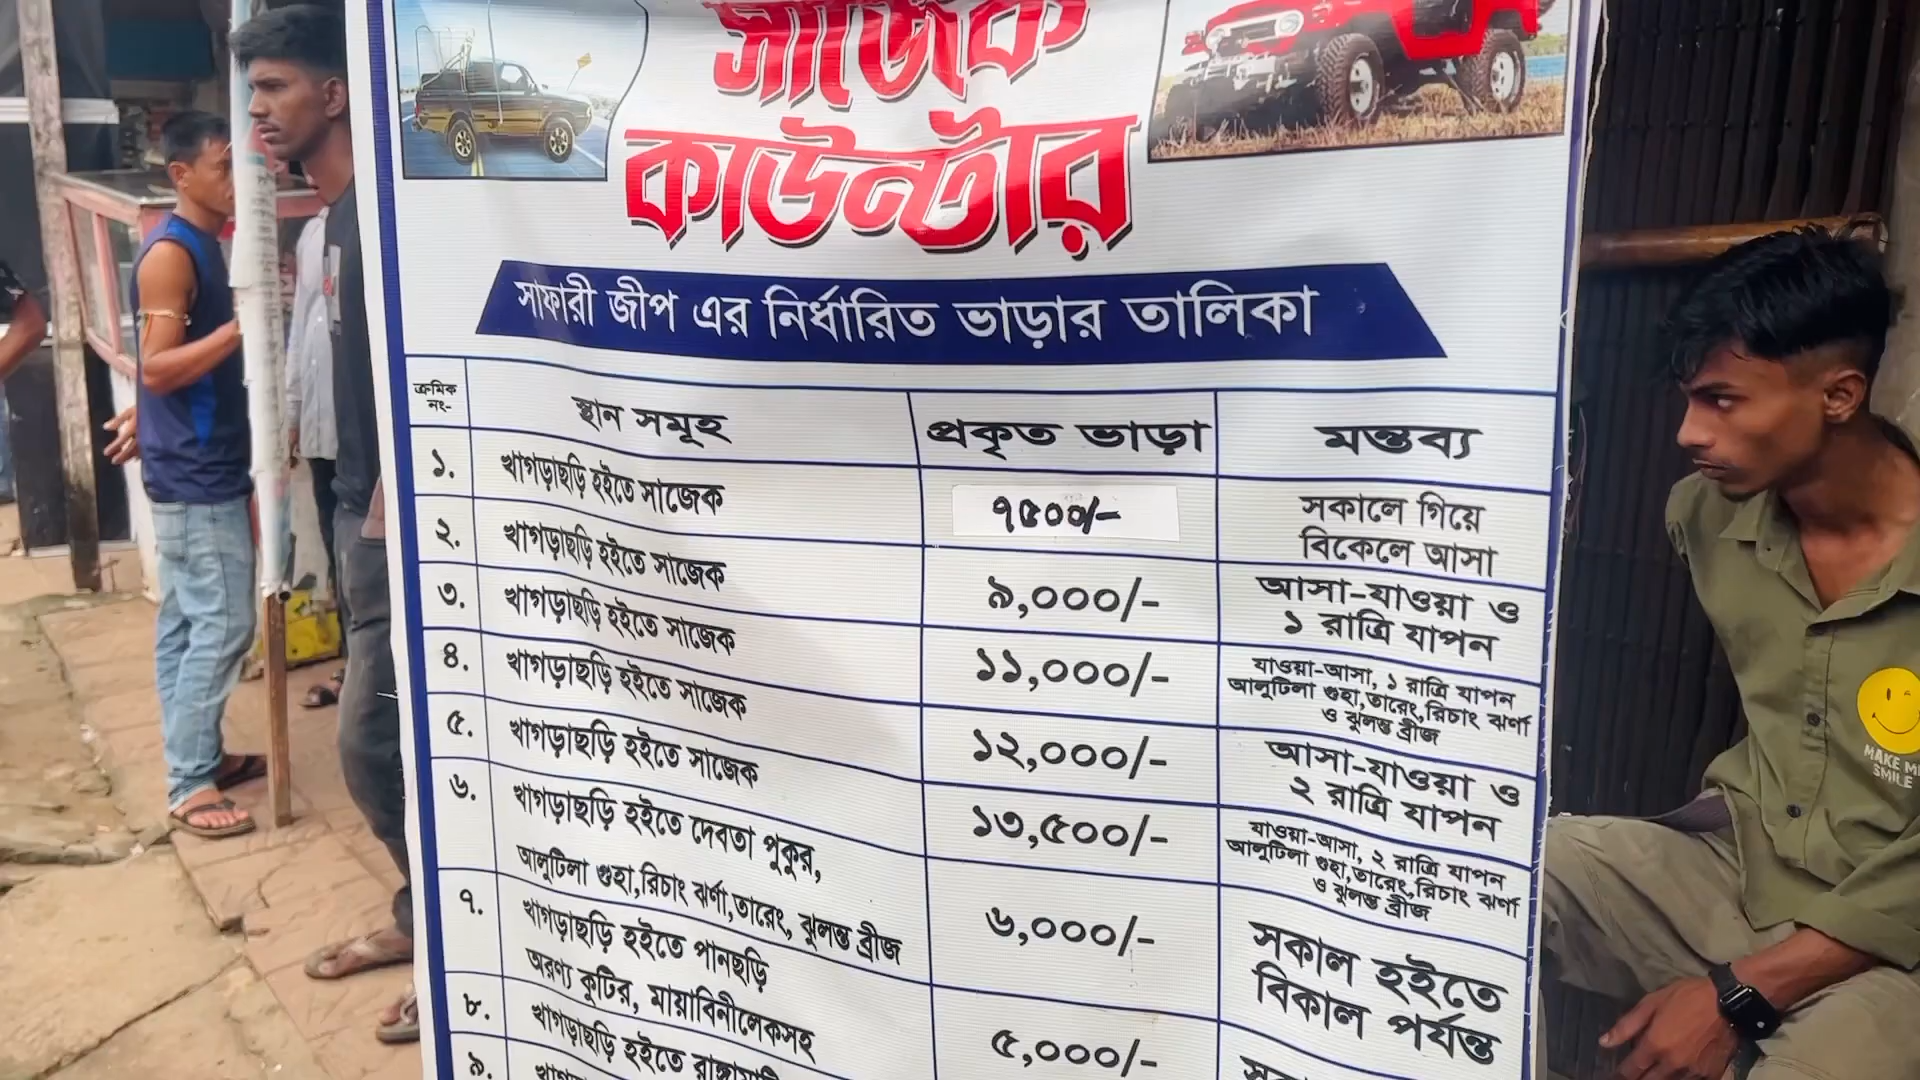 সাজেক
কাউন্টার
সাফারী জীপ এর নির্ধারিত ভাড়ার তালিকা
ক্রমিক নং- স্থান সমূহ প্রকৃত ভাড়া মন্তব্য
১. খাগড়াছড়ি হইতে সাজেক ৭৫০০/- সকালে গিয়ে
বিকেলে আসা
২. খাগড়াছড়ি হইতে সাজেক ৯,০০০/- আসা-যাওয়া ও
১ রাত্রি যাপন
৩. খাগড়াছড়ি হইতে সাজেক ১১,০০০/- যাওয়া-আসা, ১ রাত্রি যাপন
আলুটিলা গুহা,তারেং,রিচাং ঝর্ণা
ও ঝুলন্ত ব্রীজ
৪. খাগড়াছড়ি হইতে সাজেক ১২,০০০/- আসা-যাওয়া ও
২ রাত্রি যাপন
৫. খাগড়াছড়ি হইতে সাজেক ১৩,৫০০/- যাওয়া-আসা, ২ রাত্রি যাপন
আলুটিলা গুহা,তারেং,রিচাং ঝর্ণা
ও ঝুলন্ত ব্রীজ
৬. খাগড়াছড়ি হইতে দেবতা পুকুর,
আলুটিলা গুহা,রিচাং ঝর্ণা,তারেং, ঝুলন্ত ব্রীজ ৬,০০০/- সকাল হইতে
বিকাল পর্যন্ত
৭. খাগড়াছড়ি হইতে পানছড়ি
অরণ্য কুটির, মায়াবিনীলেকসহ ৫,০০০/-
৮. খাগড়াছড়ি হইতে
৯.
MAKE ME
SMILE